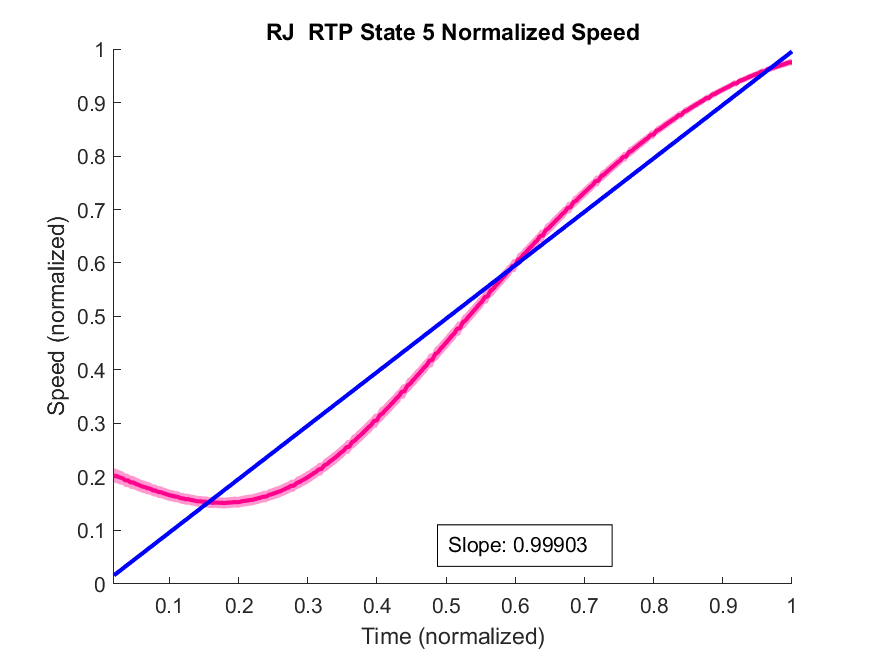 RJ  RTP State 5 Normalized Speed
1
0.9
0.8
0.7
0.6
0.5
0.4
0.3
0.2
0.1
0
Speed (normalized)
Slope: 0.99903
0.1 0.2 0.3 0.4 0.5 0.6 0.7 0.8 0.9 1
Time (normalized)